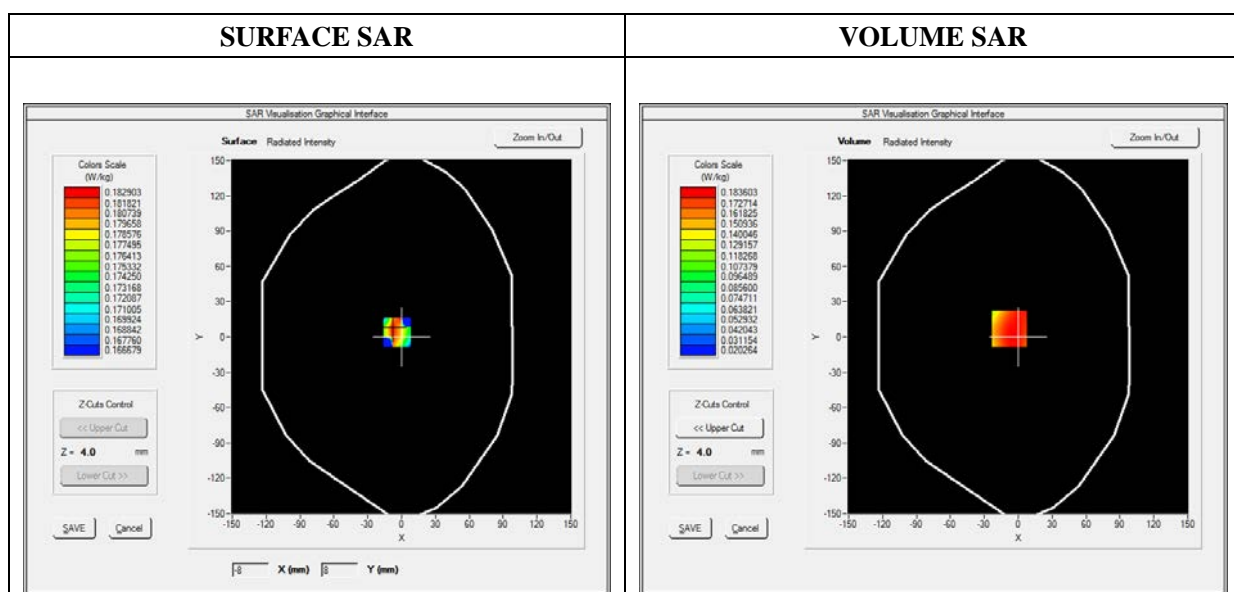 SURFACE SAR
VOLUME SAR
SAR Visualisation Graphical Interface
Surface Radiated Intensity
Zoom In/Out
Colors Scale
(W/kg)
0.182903
0.181821
0.180739
0.179658
0.178576
0.177495
0.176413
0.175332
0.174250
0.173168
0.172087
0.171005
0.169924
0.168842
0.167760
0.166679
150
120
90
60
30
0
-30
-60
-90
-120
-150
Y
-150 -120 -90 -60 -30 0 30 60 90 120 150
X
Z-Cuts Control
<< Upper Cut
Z = 4.0 mm
Lower Cut >>
SAVE Cancel
-8 X (mm) 8 Y (mm)
SAR Visualisation Graphical Interface
Volume Radiated Intensity
Zoom In/Out
Colors Scale
(W/kg)
0.183603
0.172714
0.161825
0.150936
0.140046
0.129157
0.118268
0.107379
0.096489
0.085600
0.074711
0.063821
0.052932
0.042043
0.031154
0.020264
150
120
90
60
30
0
-30
-60
-90
-120
-150
Y
-150 -120 -90 -60 -30 0 30 60 90 120 150
X
Z-Cuts Control
<< Upper Cut
Z = 4.0 mm
Lower Cut >>
SAVE Cancel